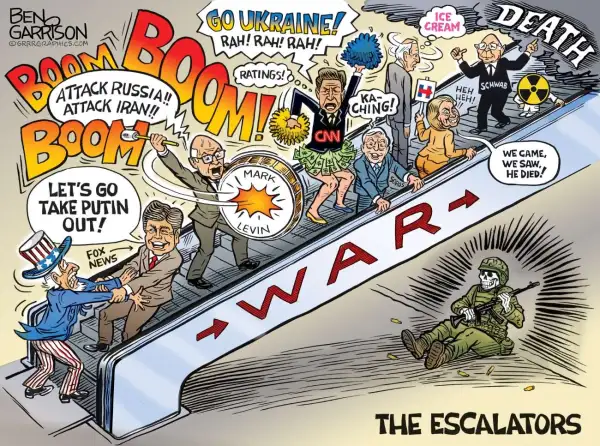 BEN
GARRISON
©GRRRGRAPHICS.COM
BOOM
BOOM!
BOOM
ATTACK RUSSIA!!
ATTACK IRAN!!
GO UKRAINE!
RAH! RAH! RAH!
RATINGS!
CNN
KA-
CHING!
ICE
CREAM
H
HEH
HEH!
SCHWAB
DEATH
WE CAME,
WE SAW,
HE DIED!
LET'S GO
TAKE PUTIN
OUT!
FOX
NEWS
MARK
LEVIN
WAR
THE ESCALATORS